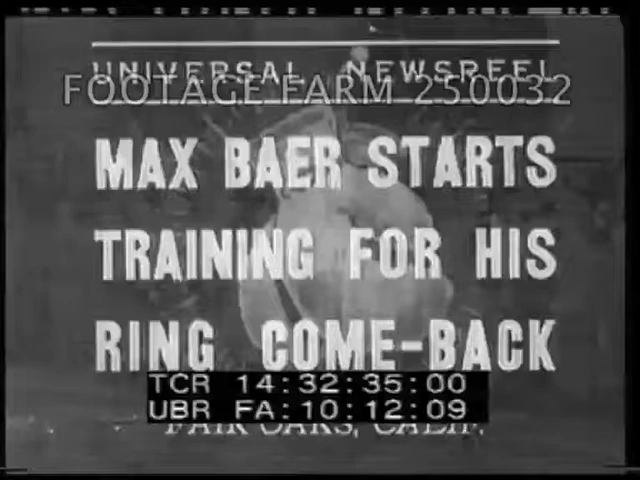 UNIVERSAL NEWSREEL
FOOTAGE FARM 250032
MAX BAER STARTS
TRAINING FOR HIS
RING COME-BACK
TCR 14:32:35:00
UBR FA:10:12:09
FAIR OAKS, CALIF.